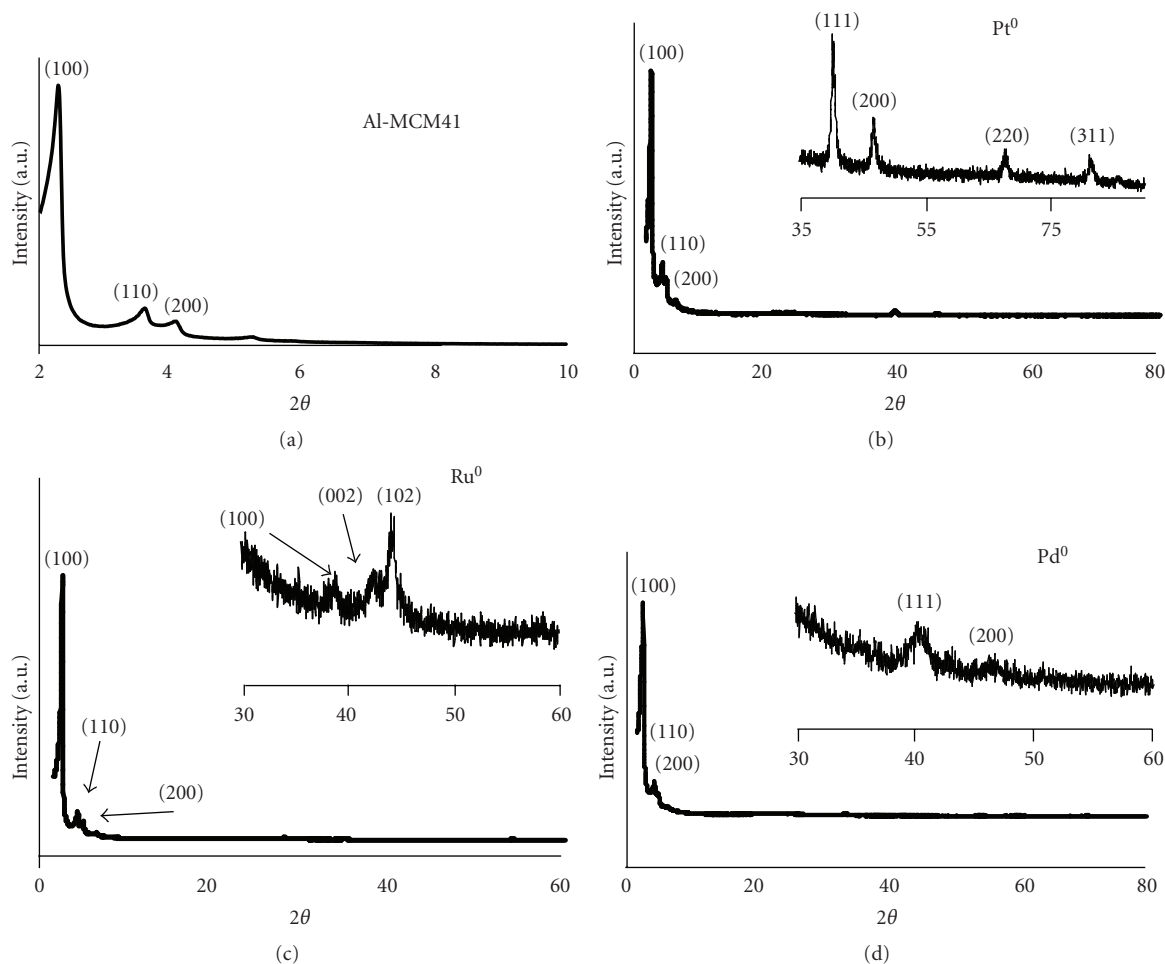 (100)
Al-MCM41
(110)
(200)
Intensity (a.u.)
2 4 6 8 10
2θ
(a)
(111)
Pt⁰
(100)
(200)
(220)
(311)
35 55 75
(110)
(200)
Intensity (a.u.)
0 20 40 60 80
2θ
(b)
Ru⁰
(002) (102)
(100)
(100)
30 40 50 60
(110)
(200)
Intensity (a.u.)
0 20 40 60
2θ
(c)
Pd⁰
(100)
(111)
(200)
30 40 50 60
(110)
(200)
Intensity (a.u.)
0 20 40 60 80
2θ
(d)